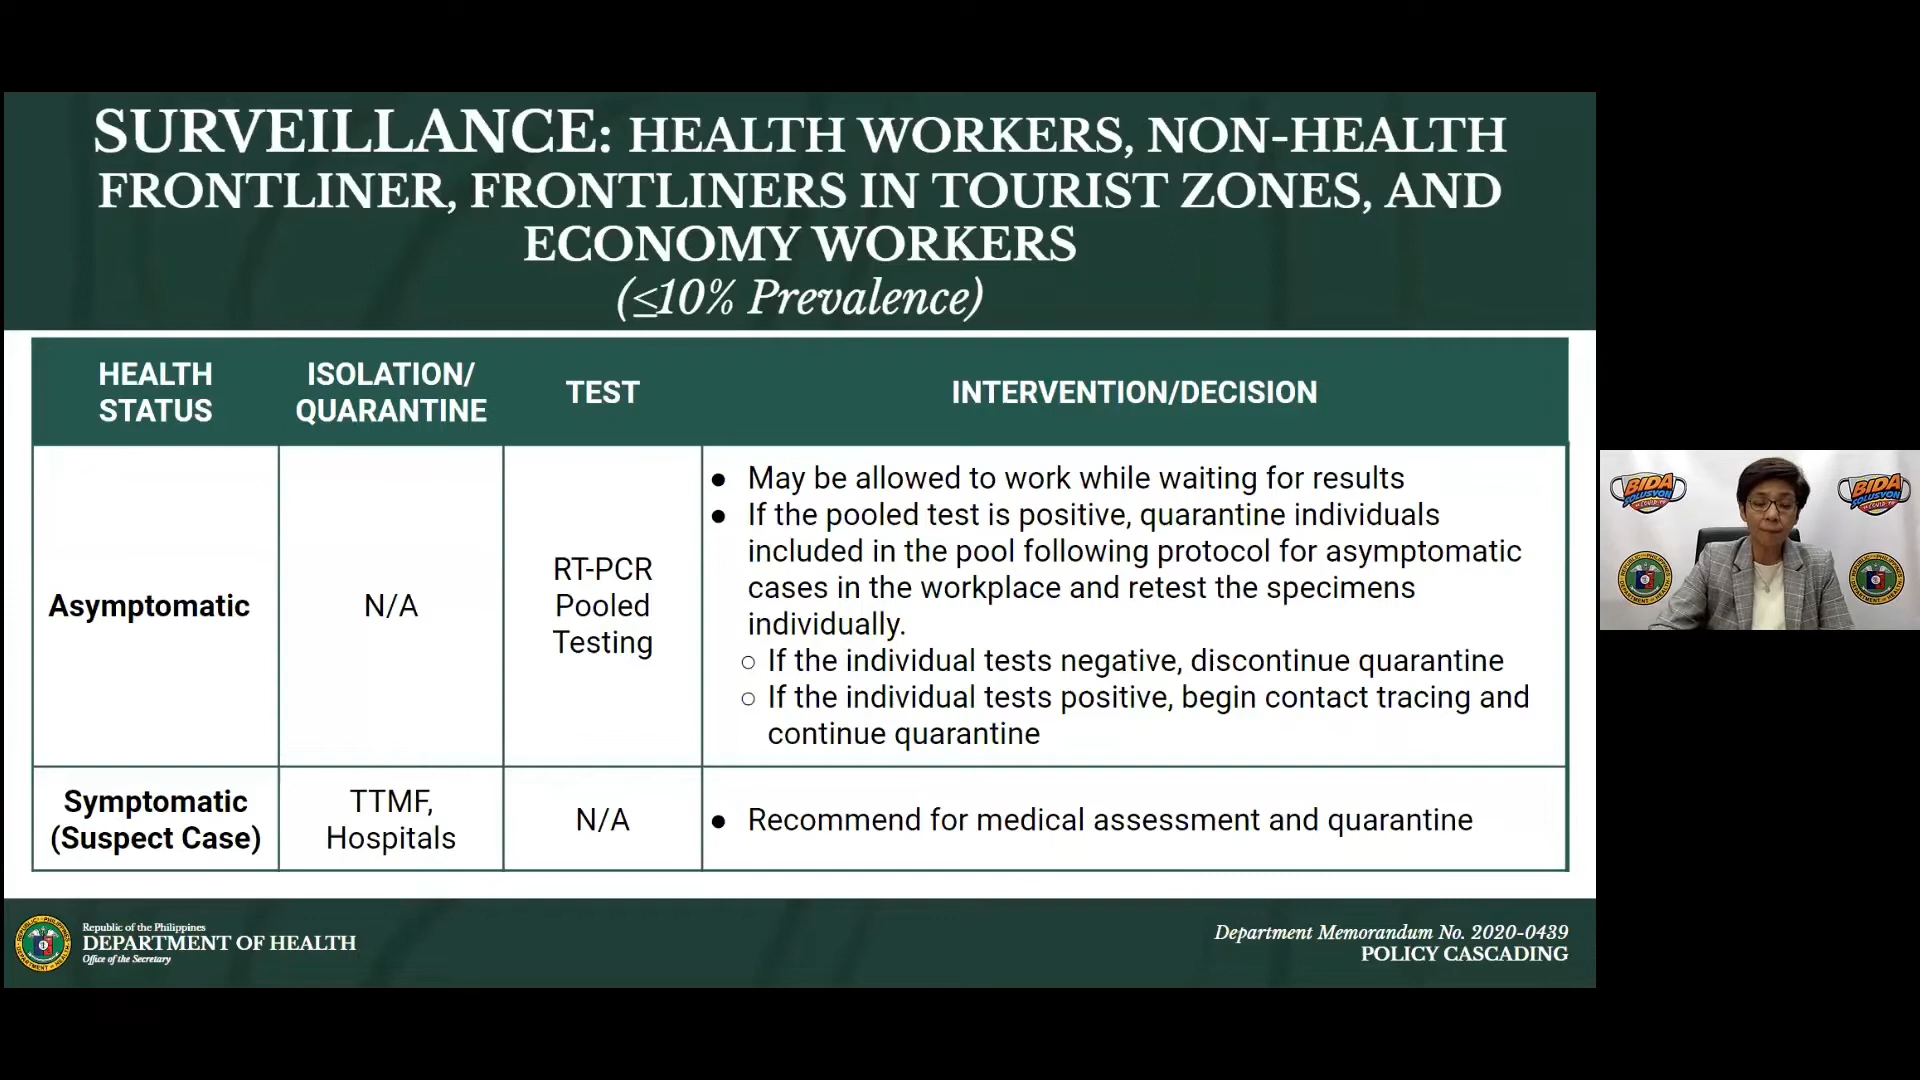 SURVEILLANCE: HEALTH WORKERS, NON-HEALTH
FRONTLINER, FRONTLINERS IN TOURIST ZONES, AND
ECONOMY WORKERS
(≤10% Prevalence)
HEALTH
STATUS
ISOLATION/
QUARANTINE
TEST
INTERVENTION/DECISION
Asymptomatic
N/A
RT-PCR
Pooled
Testing
● May be allowed to work while waiting for results
● If the pooled test is positive, quarantine individuals
included in the pool following protocol for asymptomatic
cases in the workplace and retest the specimens
individually.
○ If the individual tests negative, discontinue quarantine
○ If the individual tests positive, begin contact tracing and
continue quarantine
Symptomatic
(Suspect Case)
TTMF,
Hospitals
N/A
● Recommend for medical assessment and quarantine
Republic of the Philippines
DEPARTMENT OF HEALTH
Office of the Secretary
Department Memorandum No. 2020-0439
POLICY CASCADING
BIDA
SOLUSYON
BIDA
SOLUSYON